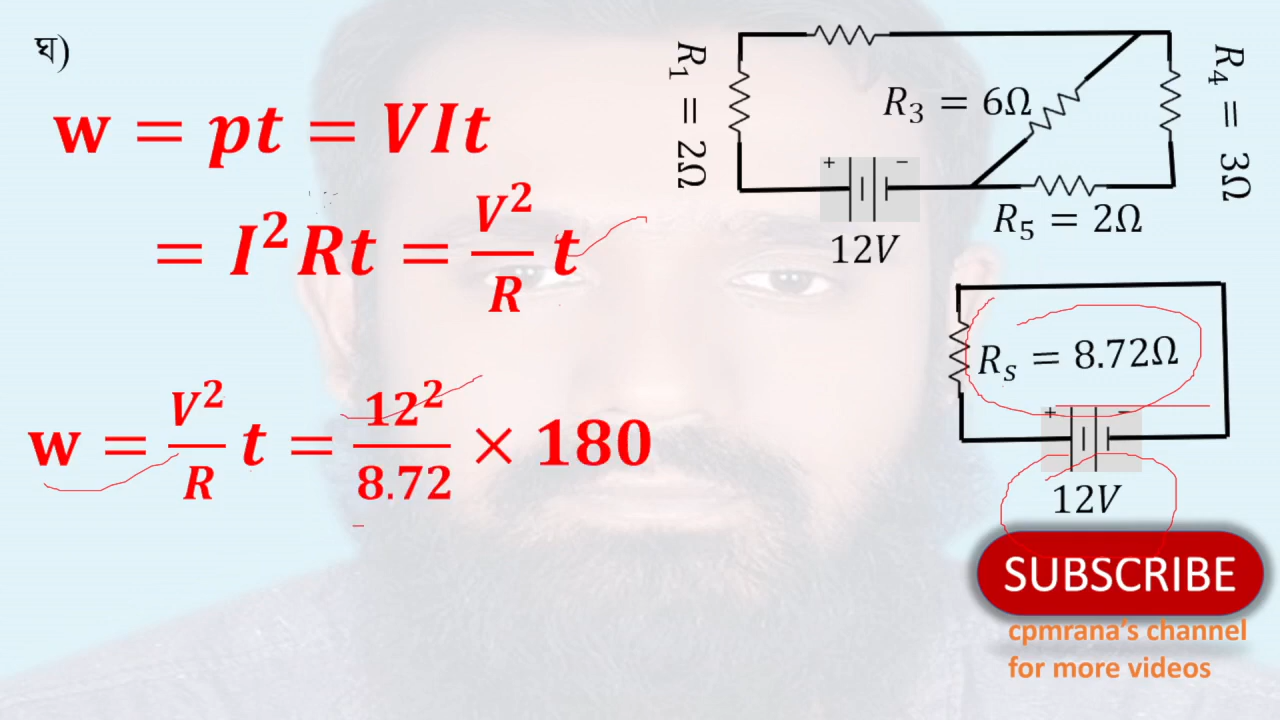 ঘ)
w = pt = VIt
= I²Rt = V²/R t
w = V²/R t = 12²/8.72 × 180
R₁ = 2Ω
R₃ = 6Ω
R₄ = 3Ω
+ −
12V
R₅ = 2Ω
Rₛ = 8.72Ω
+ −
12V
SUBSCRIBE
cpmrana's channel
for more videos